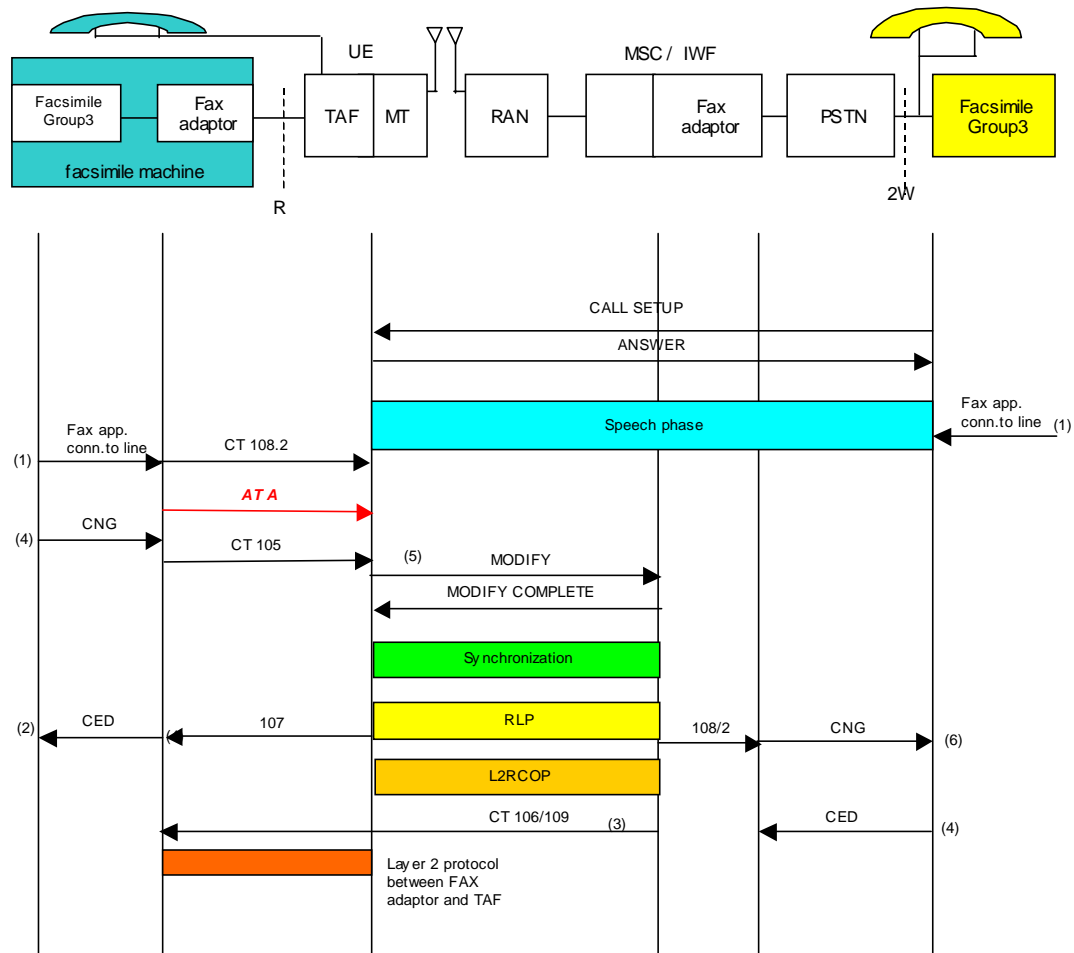 UE
MSC / IWF
Facsimile
Group3
Fax
adaptor
TAF
MT
RAN
Fax
adaptor
PSTN
Facsimile
Group3
facsimile machine
R
2W
CALL SETUP
ANSWER
Speech phase
Fax app.
conn.to line
(1)
Fax app.
conn.to line
(1)
CT 108.2
ATA
(4)
CNG
CT 105
(5)
MODIFY
MODIFY COMPLETE
Synchronization
(2)
CED
107
RLP
108/2
CNG
(6)
L2RCOP
CT 106/109
(3)
CED
(4)
Layer 2 protocol
between FAX
adaptor and TAF